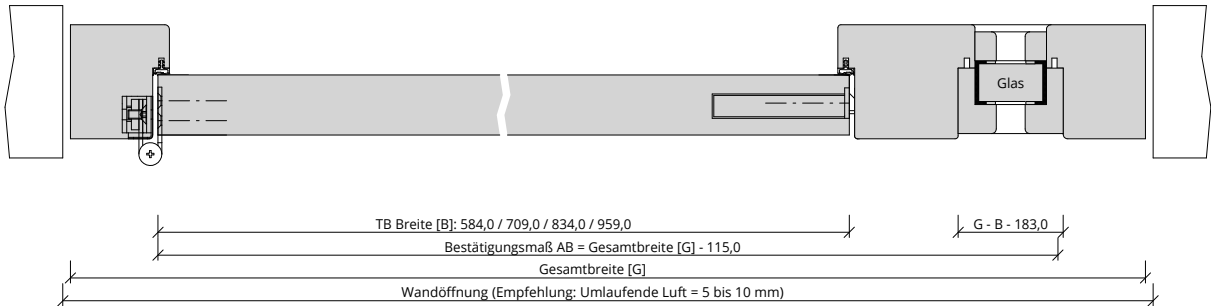 Glas
TB Breite [B]: 584,0 / 709,0 / 834,0 / 959,0
G - B - 183,0
Bestätigungsmaß AB = Gesamtbreite [G] - 115,0
Gesamtbreite [G]
Wandöffnung (Empfehlung: Umlaufende Luft = 5 bis 10 mm)